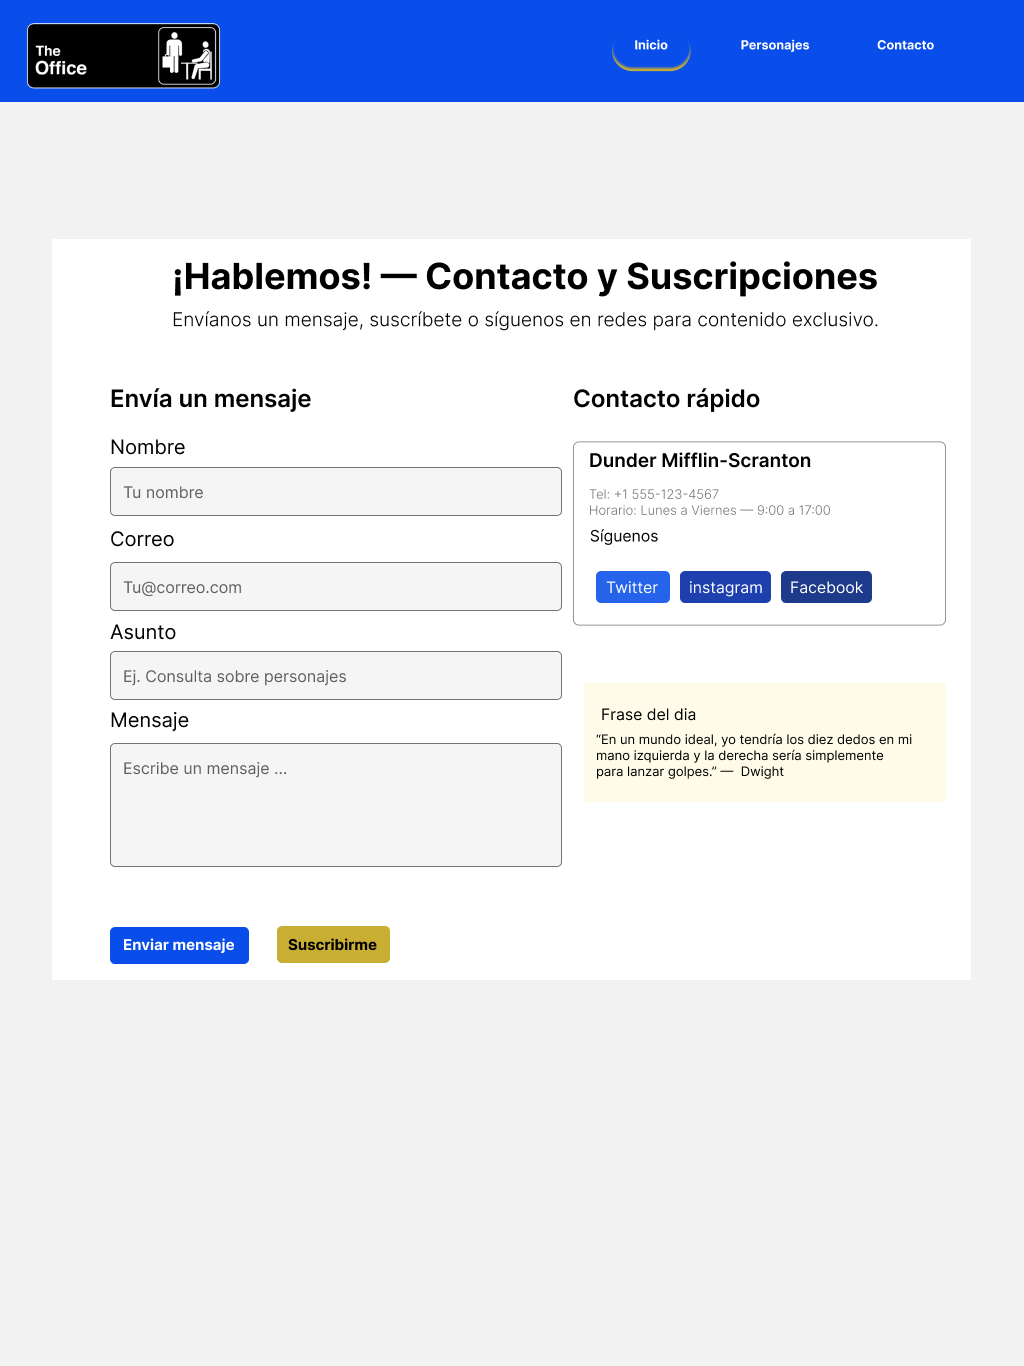 The
Office
Inicio
Personajes
Contacto
¡Hablemos! — Contacto y Suscripciones
Envíanos un mensaje, suscríbete o síguenos en redes para contenido exclusivo.
Envía un mensaje
Nombre
Tu nombre
Correo
Tu@correo.com
Asunto
Ej. Consulta sobre personajes
Mensaje
Escribe un mensaje ...
Enviar mensaje
Suscribirme
Contacto rápido
Dunder Mifflin-Scranton
Tel: +1 555-123-4567
Horario: Lunes a Viernes — 9:00 a 17:00
Síguenos
Twitter
instagram
Facebook
Frase del dia
“En un mundo ideal, yo tendría los diez dedos en mi
mano izquierda y la derecha sería simplemente
para lanzar golpes.” — Dwight